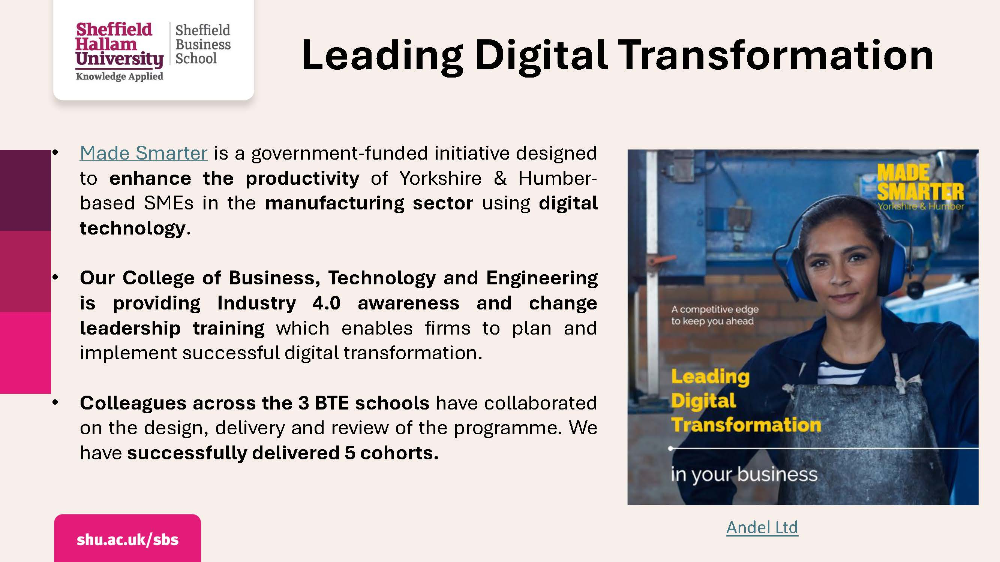 Sheffield
Hallam
University
Knowledge Applied
Sheffield
Business
School
Leading Digital Transformation
• Made Smarter is a government-funded initiative designed
to enhance the productivity of Yorkshire & Humber-
based SMEs in the manufacturing sector using digital
technology.
• Our College of Business, Technology and Engineering
is providing Industry 4.0 awareness and change
leadership training which enables firms to plan and
implement successful digital transformation.
• Colleagues across the 3 BTE schools have collaborated
on the design, delivery and review of the programme. We
have successfully delivered 5 cohorts.
MADE
SMARTER
Yorkshire & Humber
A competitive edge
to keep you ahead
Leading
Digital
Transformation
in your business
Andel Ltd
shu.ac.uk/sbs